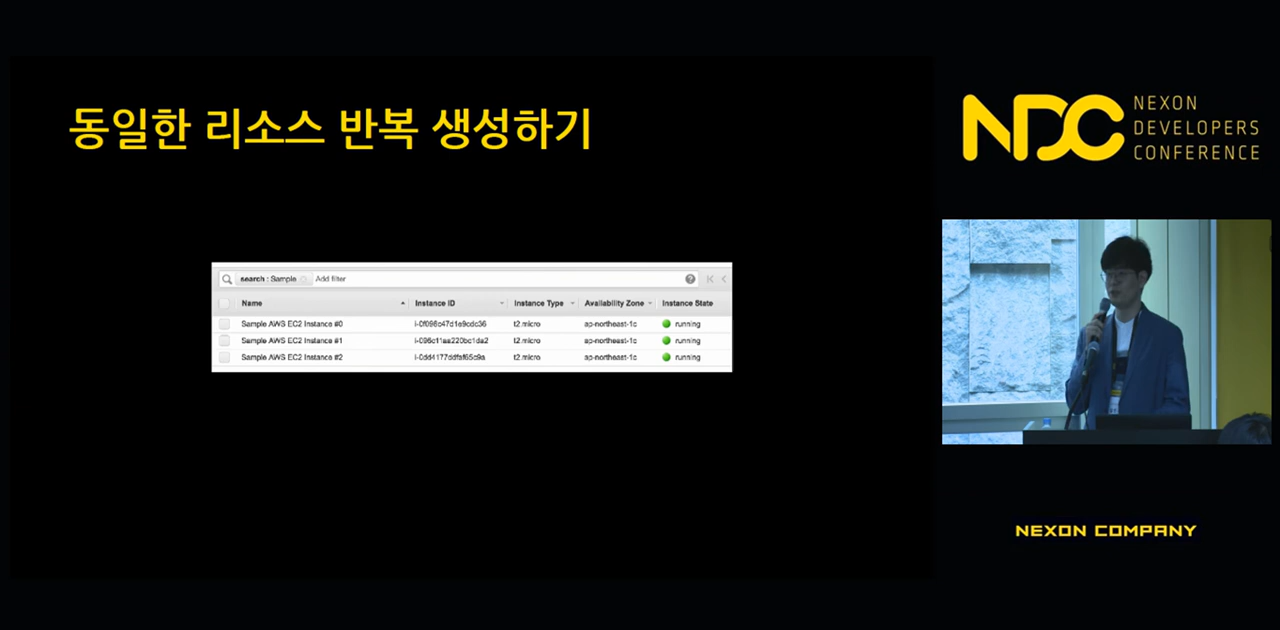 동일한 리소스 반복 생성하기
search : Sample Add filter
Name Instance ID Instance Type Availability Zone Instance State
Sample AWS EC2 Instance #0 t2.micro ap-northeast-1c running
Sample AWS EC2 Instance #1 i-096c11aa220bc1da2 t2.micro ap-northeast-1c running
Sample AWS EC2 Instance #2 t2.micro ap-northeast-1c running
NDC NEXON
DEVELOPERS
CONFERENCE
NEXON COMPANY